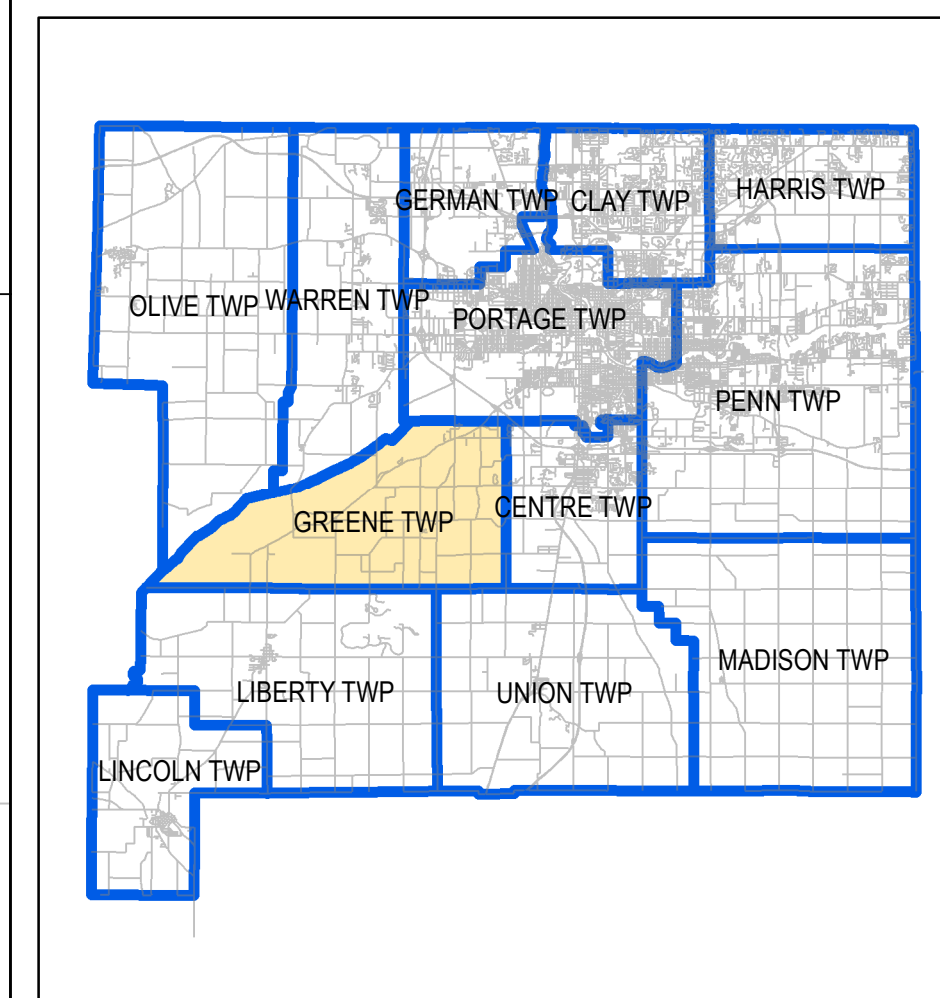 GERMAN TWP
CLAY TWP
HARRIS TWP
OLIVE TWP
WARREN TWP
PORTAGE TWP
PENN TWP
GREENE TWP
CENTRE TWP
MADISON TWP
LIBERTY TWP
UNION TWP
LINCOLN TWP